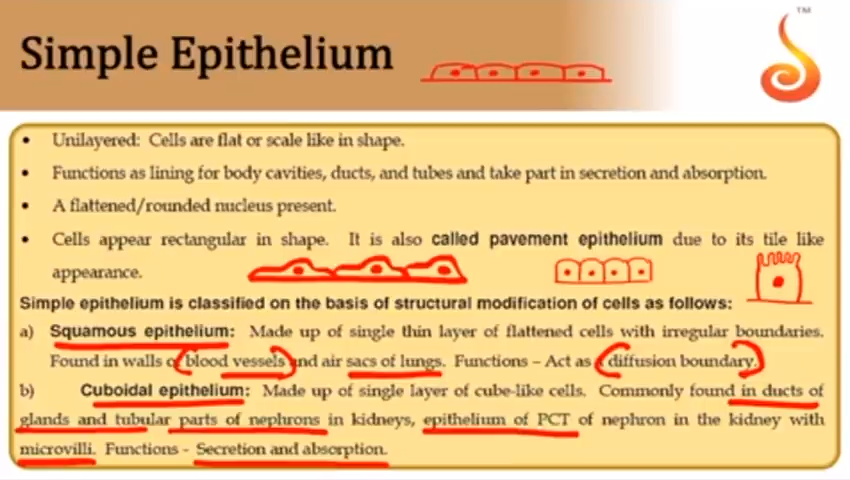 TM
Simple Epithelium
• Unilayered: Cells are flat or scale like in shape.
• Functions as lining for body cavities, ducts, and tubes and take part in secretion and absorption.
• A flattened/rounded nucleus present.
• Cells appear rectangular in shape. It is also called pavement epithelium due to its tile like
appearance.
Simple epithelium is classified on the basis of structural modification of cells as follows:
a) Squamous epithelium: Made up of single thin layer of flattened cells with irregular boundaries.
Found in walls of blood vessels and air sacs of lungs. Functions – Act as a diffusion boundary.
b) Cuboidal epithelium: Made up of single layer of cube-like cells. Commonly found in ducts of
glands and tubular parts of nephrons in kidneys, epithelium of PCT of nephron in the kidney with
microvilli. Functions - Secretion and absorption.